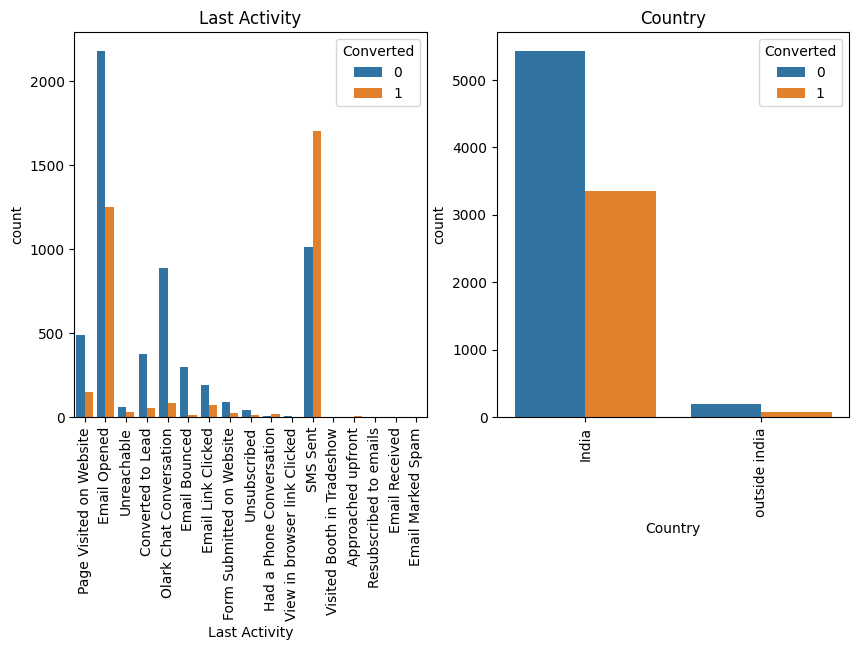 Last Activity
Converted
0
1
2000
1500
1000
500
0
count
Page Visited on Website
Email Opened
Unreachable
Converted to Lead
Olark Chat Conversation
Email Bounced
Email Link Clicked
Form Submitted on Website
Unsubscribed
Had a Phone Conversation
View in browser link Clicked
SMS Sent
Visited Booth in Tradeshow
Approached upfront
Resubscribed to emails
Email Received
Email Marked Spam
Last Activity
Country
Converted
0
1
5000
4000
3000
2000
1000
0
count
India
outside india
Country